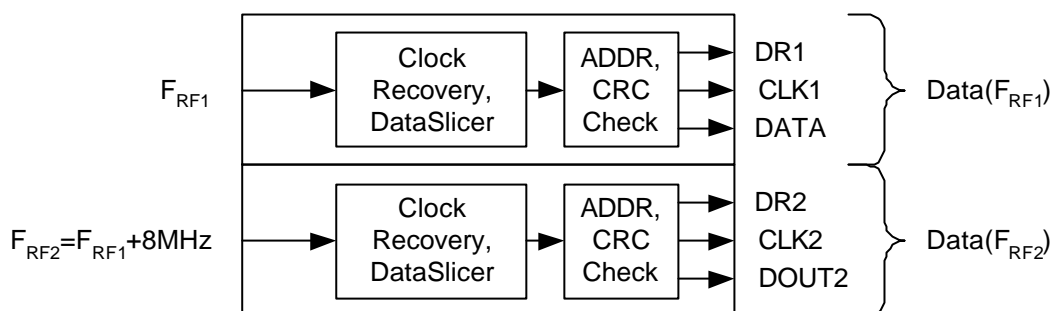 F_RF1
Clock
Recovery,
DataSlicer
ADDR,
CRC
Check
DR1
CLK1
DATA
Data(F_RF1)
F_RF2=F_RF1+8MHz
Clock
Recovery,
DataSlicer
ADDR,
CRC
Check
DR2
CLK2
DOUT2
Data(F_RF2)